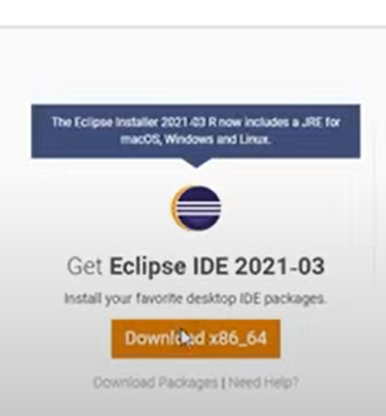 The Eclipse Installer 2021-03 R now includes a JRE for
macOS, Windows and Linux.
Get Eclipse IDE 2021-03
Install your favorite desktop IDE packages.
Download x86_64
Download Packages | Need Help?